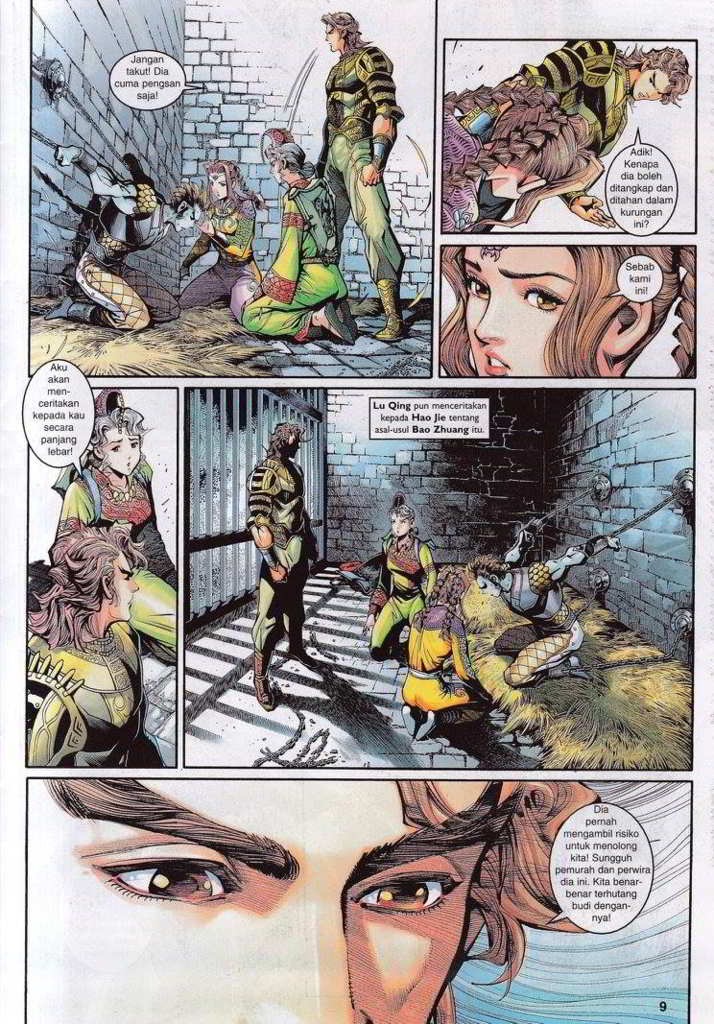 Jangan
takut! Dia
cuma pengsan
saja!
Adik!
Kenapa
dia boleh
ditangkap dan
ditahan dalam
kurungan
ini?
Sebab
kami
ini!
Aku
akan
men-
ceritakan
kepada kau
secara
panjang
lebar!
Lu Qing pun menceritakan
kepada Hao Jie tentang
asal-usul Bao Zhuang itu.
Dia
pernah
mengambil risiko
untuk menolong
kita! Sungguh
pemurah dan perwira
dia ini. Kita benar-
benar terhutang
budi dengan-
nya!
9